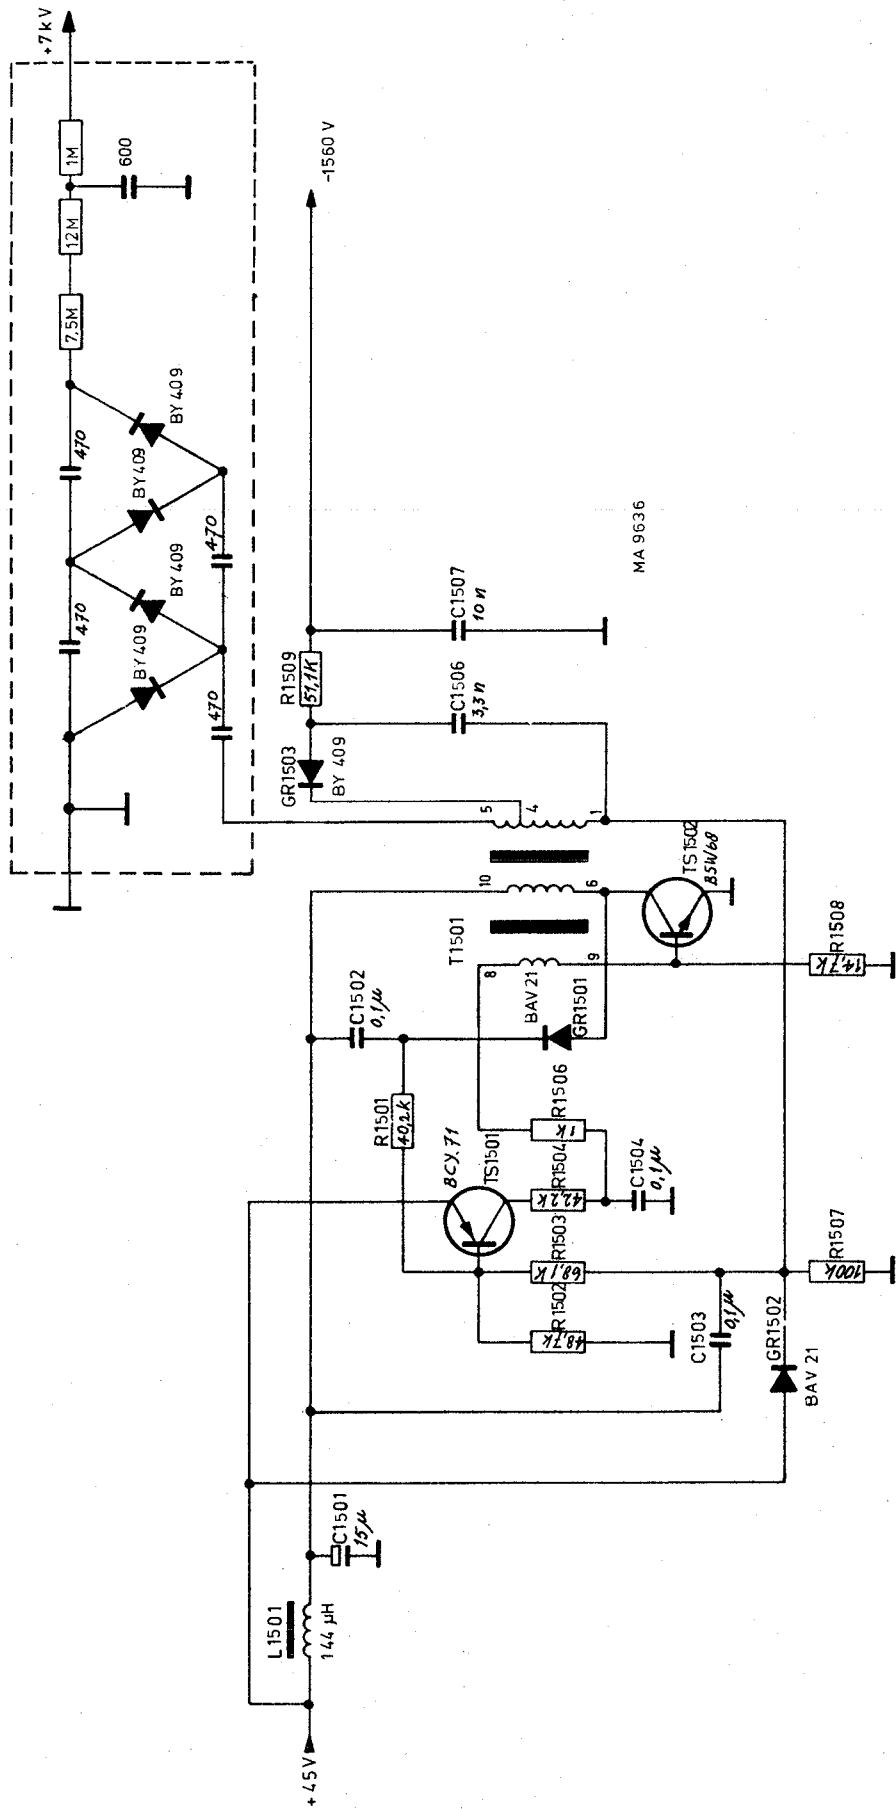 +7kV
1M
600
12M
7,5M
470
BY 409
BY 409
470
BY 409
470
BY 409
470
-1560 V
MA 9636
C1507
10 n
R1509
51,1K
C1506
3,3n
GR1503
BY 409
5
4
1
10
6
TS1502
BSW68
T1501
8
9
R1508
14,7k
C1502
0,1µ
BAV 21
GR1501
R1501
40,2k
R1506
1k
BCY71
TS1501
R1504
42,2k
C1504
0,1µ
R1503
68,1K
R1502
48,7k
R1507
100k
C1503
0,1µ
GR1502
BAV 21
C1501
15µ
L1501
144 µH
+45V